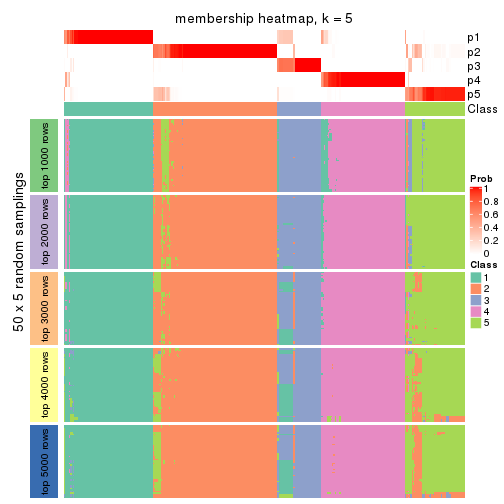 membership heatmap, k = 5
p1
p2
p3
p4
p5
Class
50 x 5 random samplings
top 1000 rows
top 2000 rows
top 3000 rows
top 4000 rows
top 5000 rows
Prob
1
0.8
0.6
0.4
0.2
0
Class
1
2
3
4
5